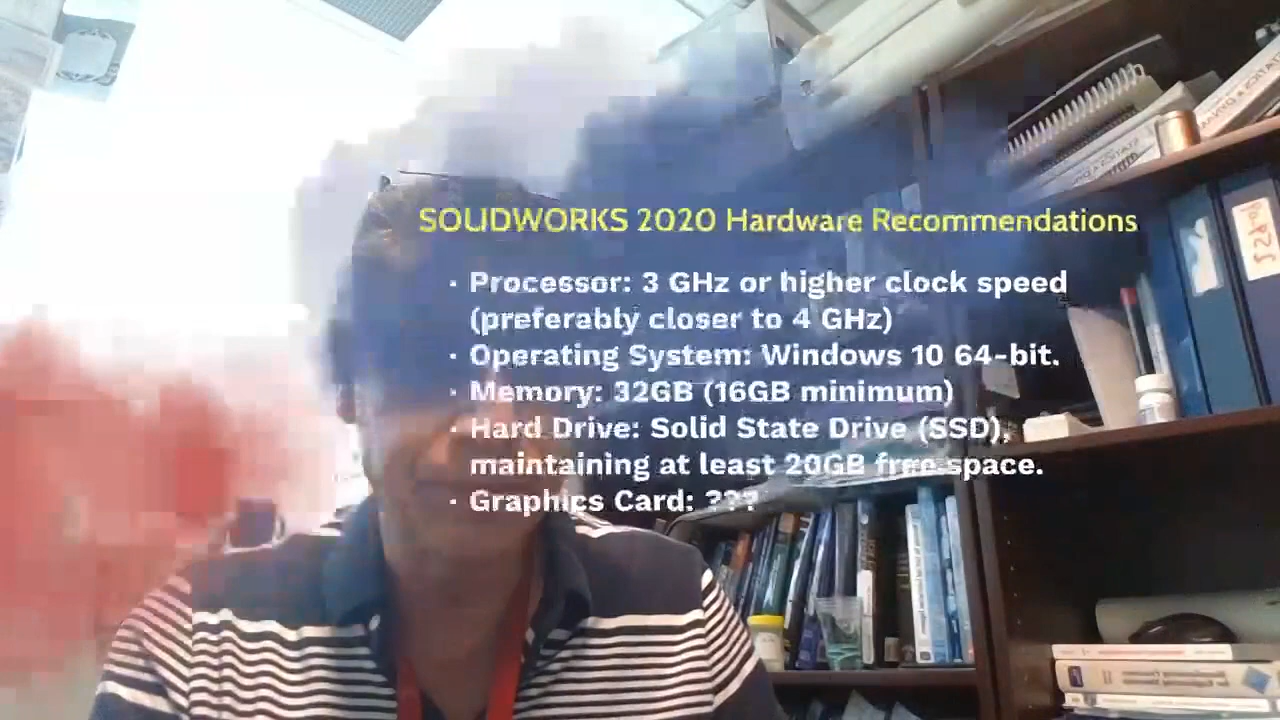 SOLIDWORKS 2020 Hardware Recommendations
· Processor: 3 GHz or higher clock speed
(preferably closer to 4 GHz)
· Operating System: Windows 10 64-bit.
· Memory: 32GB (16GB minimum)
· Hard Drive: Solid State Drive (SSD),
maintaining at least 20GB free space.
· Graphics Card: ???